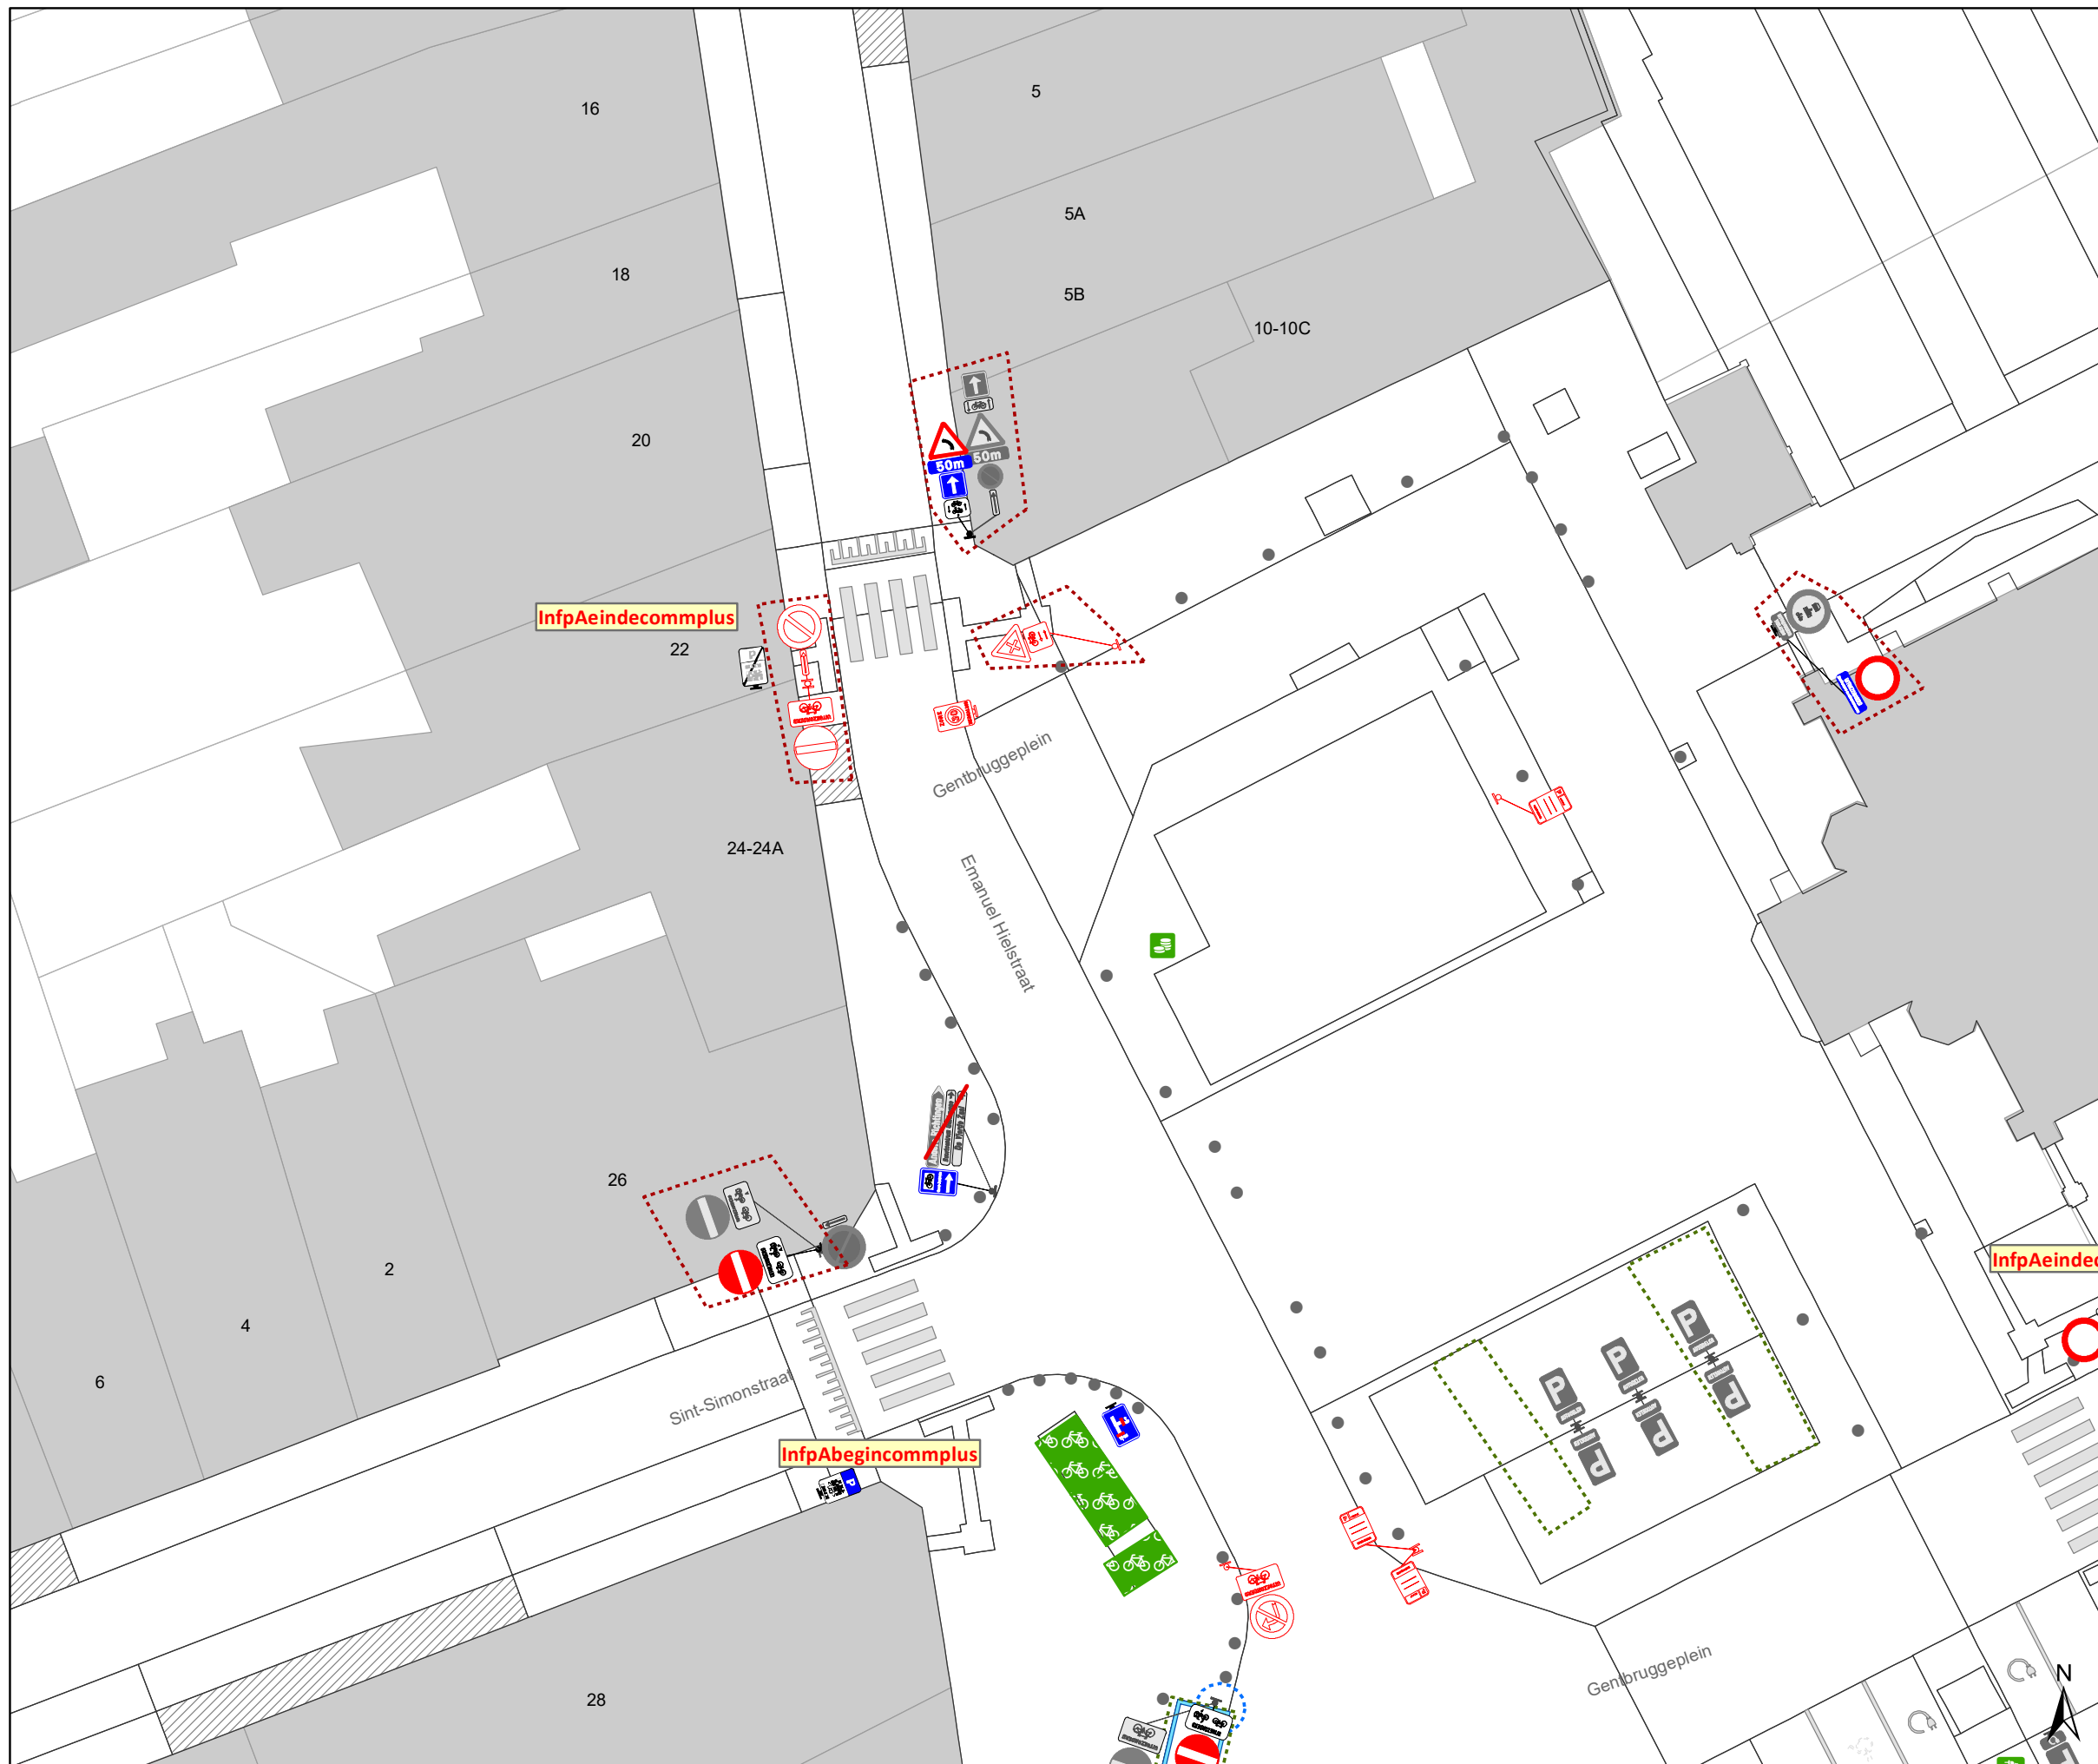 16
5
5A
18
5B
10-10C
20
50m
50m
InfpAeindecommplus
22
Gentbruggeplein
24-24A
Emanuel Hielstraat
26
InfpAeindec
2
4
6
Sint-Simonstraat
InfpAbegincommplus
P
P
P
P
P
P
P
Gentbruggeplein
N
28